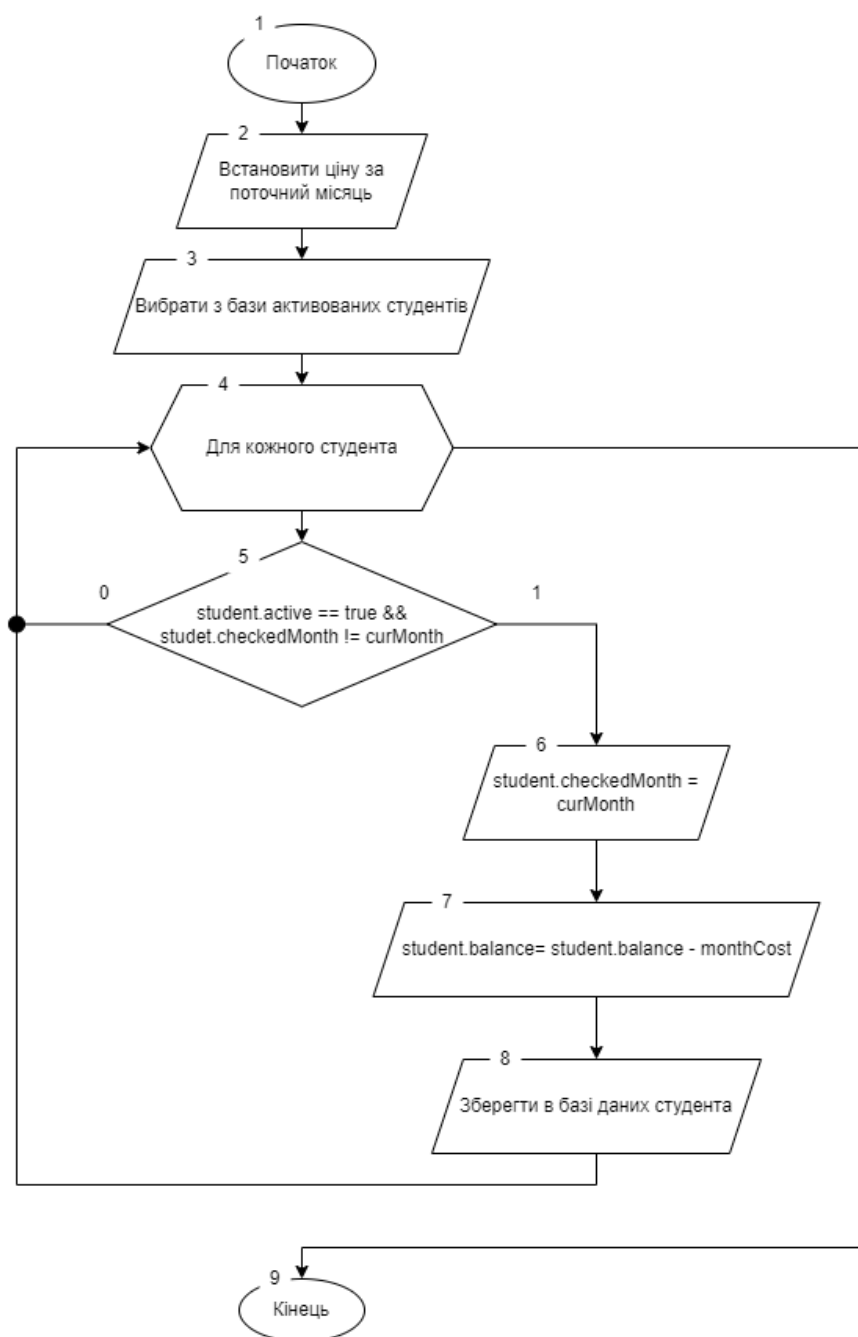 1
Початок
2
Встановити ціну за
поточний місяць
3
Вибрати з бази активованих студентів
4
Для кожного студента
5
0
1
student.active == true &&
studet.checkedMonth != curMonth
6
student.checkedMonth =
curMonth
7
student.balance= student.balance - monthCost
8
Зберегти в базі даних студента
9
Кінець